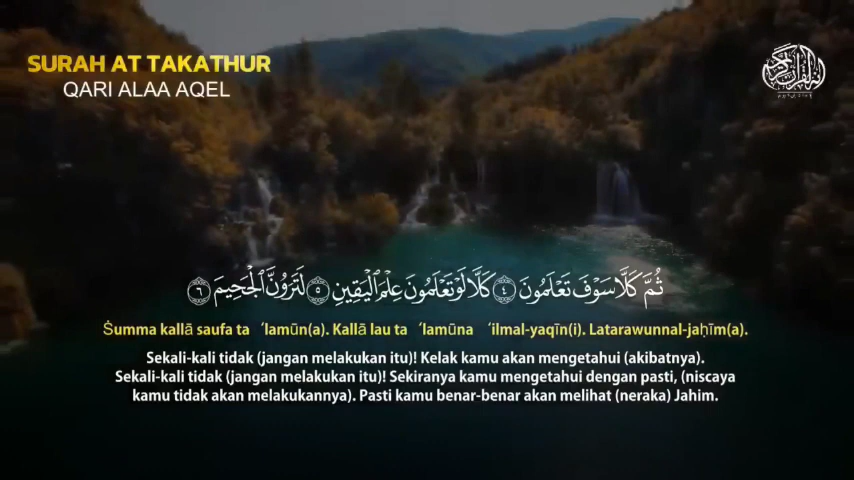 SURAH AT TAKATHUR
QARI ALAA AQEL
ثُمَّ كَلَّا سَوْفَ تَعْلَمُونَ ۝٤ كَلَّا لَوْ تَعْلَمُونَ عِلْمَ الْيَقِينِ ۝٥ لَتَرَوُنَّ الْجَحِيمَ ۝٦
Ṡumma kallā saufa ta‘lamūn(a). Kallā lau ta‘lamūna ‘ilmal-yaqīn(i). Latarawunnal-jaḥīm(a).
Sekali-kali tidak (jangan melakukan itu)! Kelak kamu akan mengetahui (akibatnya).
Sekali-kali tidak (jangan melakukan itu)! Sekiranya kamu mengetahui dengan pasti, (niscaya
kamu tidak akan melakukannya). Pasti kamu benar-benar akan melihat (neraka) Jahim.